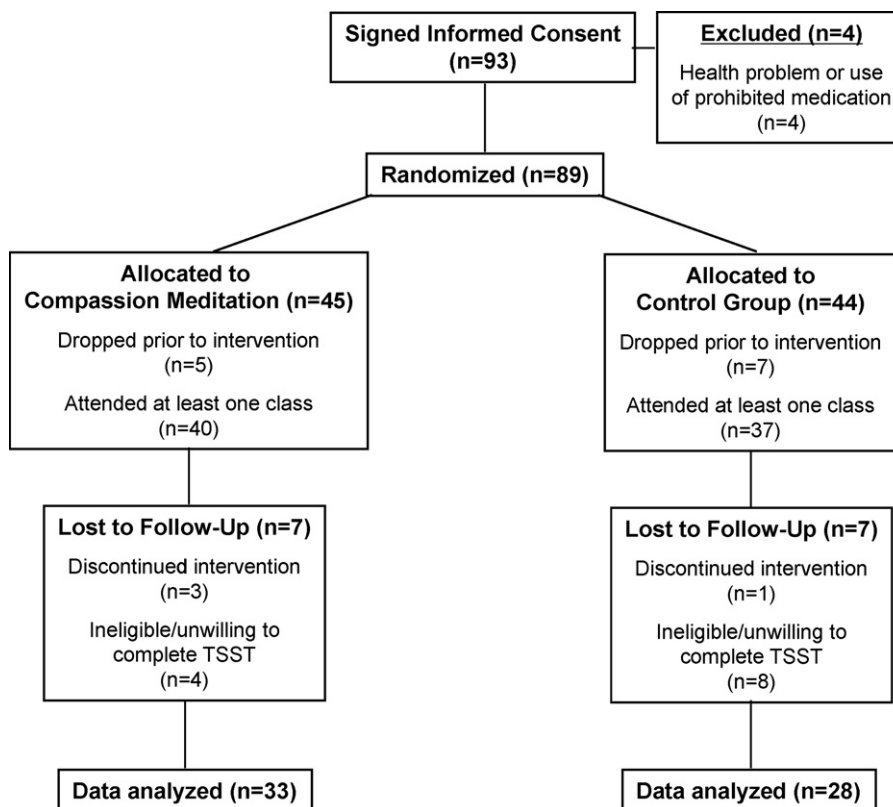 Signed Informed Consent
(n=93)
Excluded (n=4)
Health problem or use
of prohibited medication
(n=4)
Randomized (n=89)
Allocated to
Compassion Meditation (n=45)
Dropped prior to intervention
(n=5)
Attended at least one class
(n=40)
Allocated to
Control Group (n=44)
Dropped prior to intervention
(n=7)
Attended at least one class
(n=37)
Lost to Follow-Up (n=7)
Discontinued intervention
(n=3)
Ineligible/unwilling to
complete TSST
(n=4)
Lost to Follow-Up (n=7)
Discontinued intervention
(n=1)
Ineligible/unwilling to
complete TSST
(n=8)
Data analyzed (n=33)
Data analyzed (n=28)